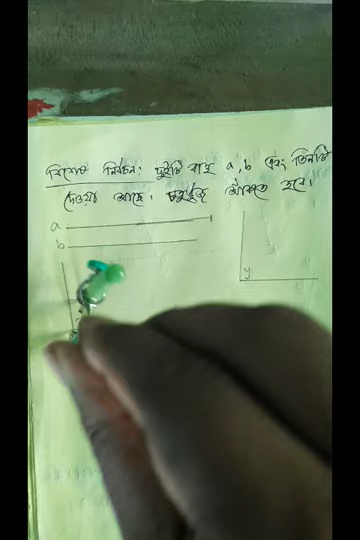 বিশেষ নির্বচন: দুইটি বাহু a, b এবং তিনটি
দেওয়া আছে। চতুর্ভুজ আঁকতে হবে।
a
b
y